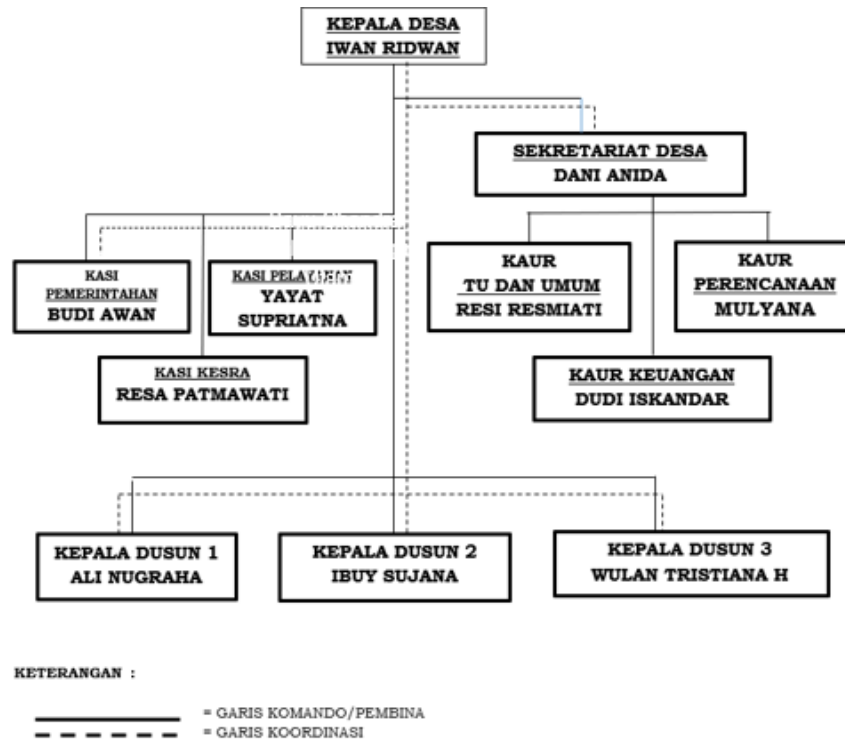 KEPALA DESA
IWAN RIDWAN
SEKRETARIAT DESA
DANI ANIDA
KASI
PEMERINTAHAN
BUDI AWAN
KASI
YAYAT
SUPRIATNA
KAUR
TU DAN UMUM
RESI RESMIATI
KAUR
PERENCANAAN
MULYANA
KASI KESRA
RESA PATMAWATI
KAUR KEUANGAN
DUDI ISKANDAR
KEPALA DUSUN 1
ALI NUGRAHA
KEPALA DUSUN 2
IBUY SUJANA
KEPALA DUSUN 3
WULAN TRISTIANA H
KETERANGAN :
= GARIS KOMANDO/PEMBINA
= GARIS KOORDINASI